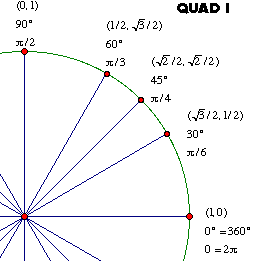 QUAD I
(0,1)
90°
π/2
(1/2, √3/2)
60°
π/3
(√2/2, √2/2)
45°
π/4
(√3/2, 1/2)
30°
π/6
(1,0)
0° =360°
0 =2π